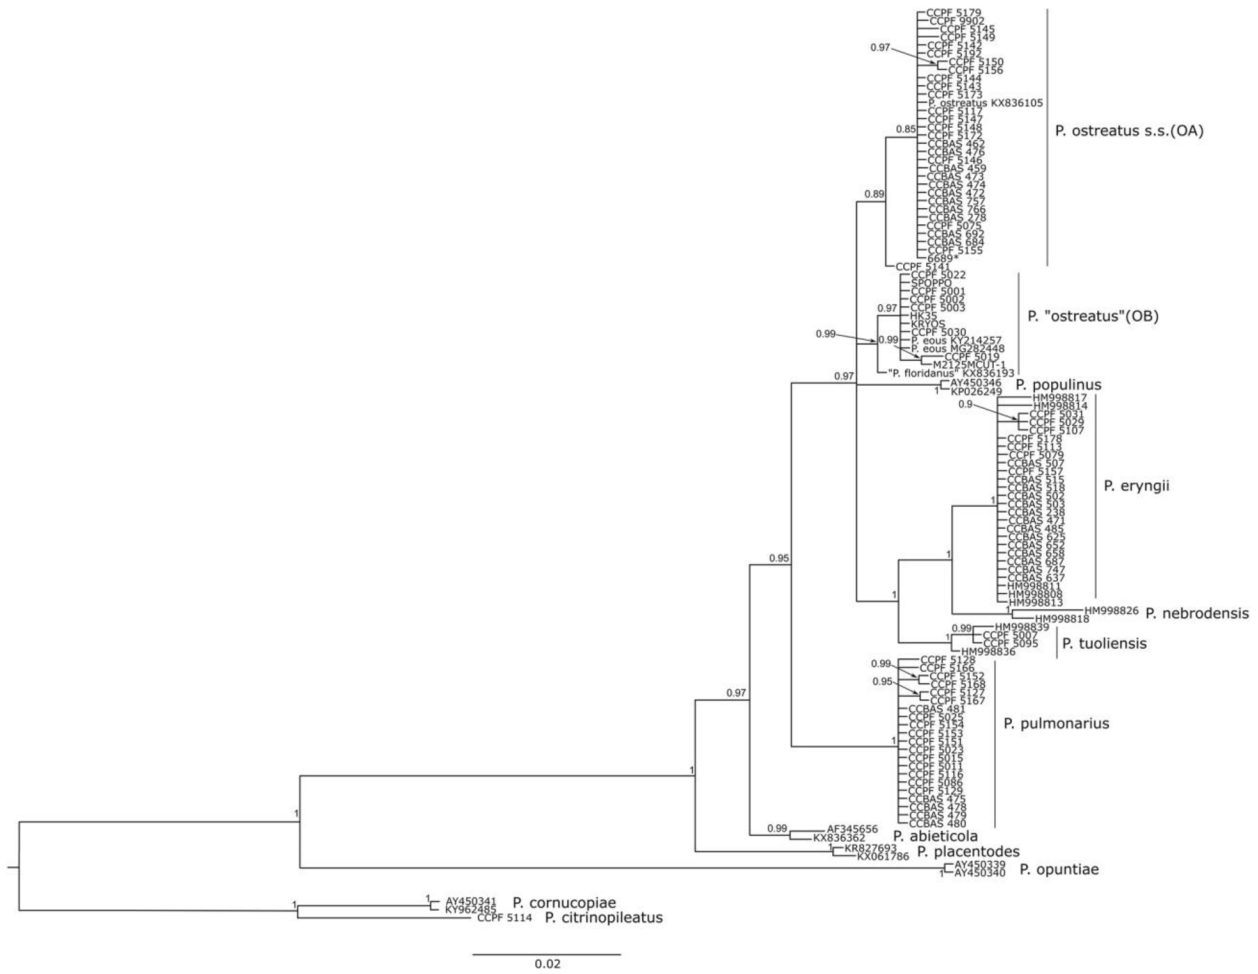 CCPF 5179
CCPF 9902
CCPF 5145
CCPF 5149
CCPF 5142
CCPF 5192
0.97
CCPF 5150
CCPF 5156
CCPF 5144
CCPF 5143
CCPF 5173
P. ostreatus KX836105
CCPF 5117
CCPF 5147
CCPF 5148
0.85
CCPF 5172
P. ostreatus s.s.(OA)
CCBAS 462
CCBAS 476
CCPF 5146
CCBAS 459
CCBAS 473
CCBAS 474
0.89
CCBAS 472
CCBAS 757
CCBAS 766
CCBAS 278
CCPF 5075
CCBAS 692
CCBAS 684
CCPF 5155
6689*
CCPF 5141
CCPF 5022
SPOPPO
CCPF 5001
CCPF 5002
CCPF 5003
0.97
HK35
P. "ostreatus"(OB)
KRYOS
CCPF 5030
0.99
0.99
P. eous KY214257
P. eous MG282448
CCPF 5019
M2125MCUT-1
"P. floridanus" KX836193
0.97
AY450346
P. populinus
1
KP026249
HM998817
0.9
HM998814
CCPF 5031
CCPF 5029
CCPF 5107
CCPF 5178
CCPF 5113
CCPF 5079
CCBAS 507
CCPF 5157
CCBAS 515
P. eryngii
CCBAS 518
CCBAS 502
1
CCBAS 503
CCBAS 238
CCBAS 471
CCBAS 485
CCBAS 625
CCBAS 652
1
0.95
CCBAS 658
CCBAS 687
CCBAS 747
CCBAS 637
HM998811
HM998808
1
HM998813
1
HM998826
P. nebrodensis
HM998818
0.99
HM998839
CCPF 5007
1
CCPF 5095
P. tuoliensis
HM998836
CCPF 5128
0.99
CCPF 5166
CCPF 5152
0.95
CCPF 5168
CCPF 5127
0.97
CCPF 5167
CCBAS 481
CCPF 5025
CCPF 5154
P. pulmonarius
CCPF 5153
1
CCPF 5151
CCPF 5023
CCPF 5015
1
CCPF 5011
CCPF 5116
CCPF 5086
CCPF 5129
CCBAS 475
CCBAS 478
1
CCBAS 479
CCBAS 480
0.99
AF345656
P. abieticola
KX836362
1
KR827693
P. placentodes
KX061786
AY450339
P. opuntiae
1
AY450340
1
AY450341
P. cornucopiae
1
KY962485
CCPF 5114
P. citrinopileatus
0.02